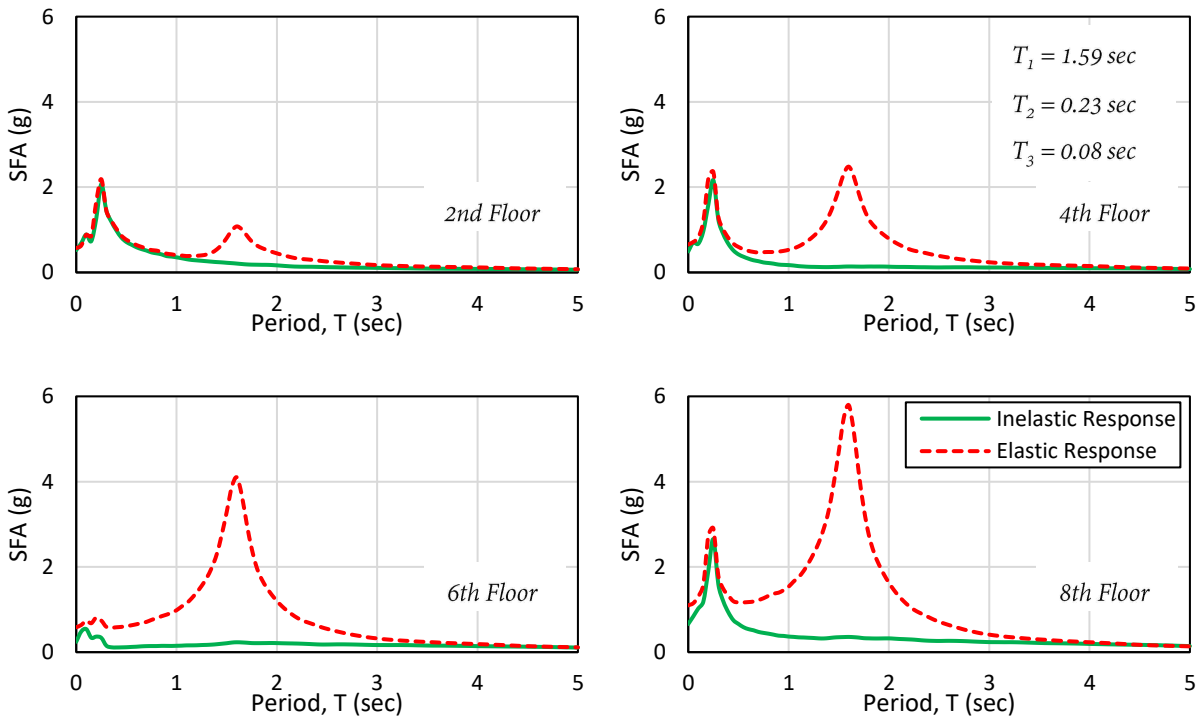 6
4
2
0
SFA (g)
2nd Floor
0 1 2 3 4 5
Period, T (sec)
6
4
2
0
SFA (g)
T1 = 1.59 sec
T2 = 0.23 sec
T3 = 0.08 sec
4th Floor
0 1 2 3 4 5
Period, T (sec)
6
4
2
0
SFA (g)
6th Floor
0 1 2 3 4 5
Period, T (sec)
6
4
2
0
SFA (g)
Inelastic Response
Elastic Response
8th Floor
0 1 2 3 4 5
Period, T (sec)